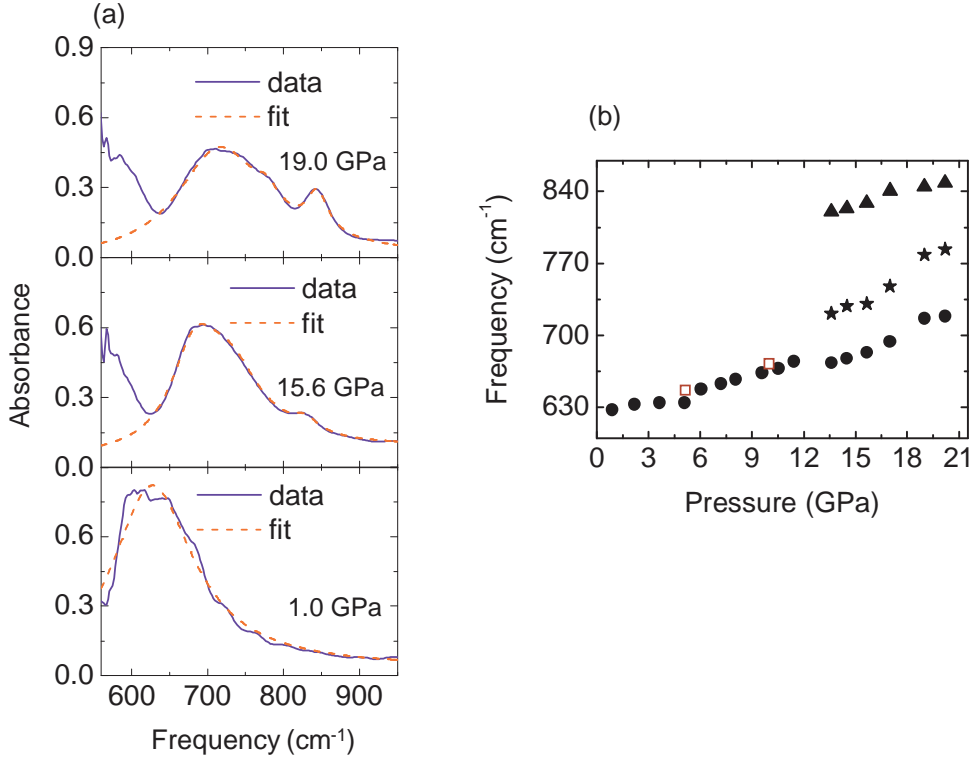 (a)
0.9
data
fit
0.6
19.0 GPa
0.3
0.0
data
0.6
fit
15.6 GPa
0.3
0.0
data
0.6
fit
0.3
1.0 GPa
0.0
600 700 800 900
Frequency (cm-1)
Absorbance
(b)
840
770
700
630
0 3 6 9 12 15 18 21
Pressure (GPa)
Frequency (cm-1)